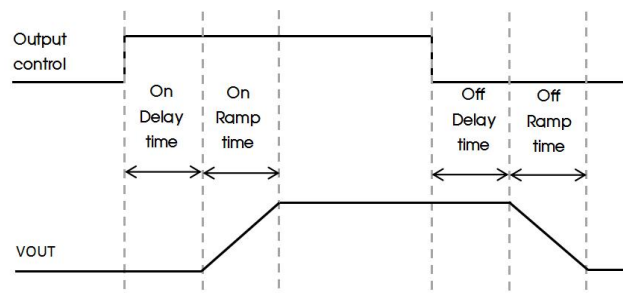 Output
control
On
Delay
time
On
Ramp
time
Off
Delay
time
Off
Ramp
time
VOUT